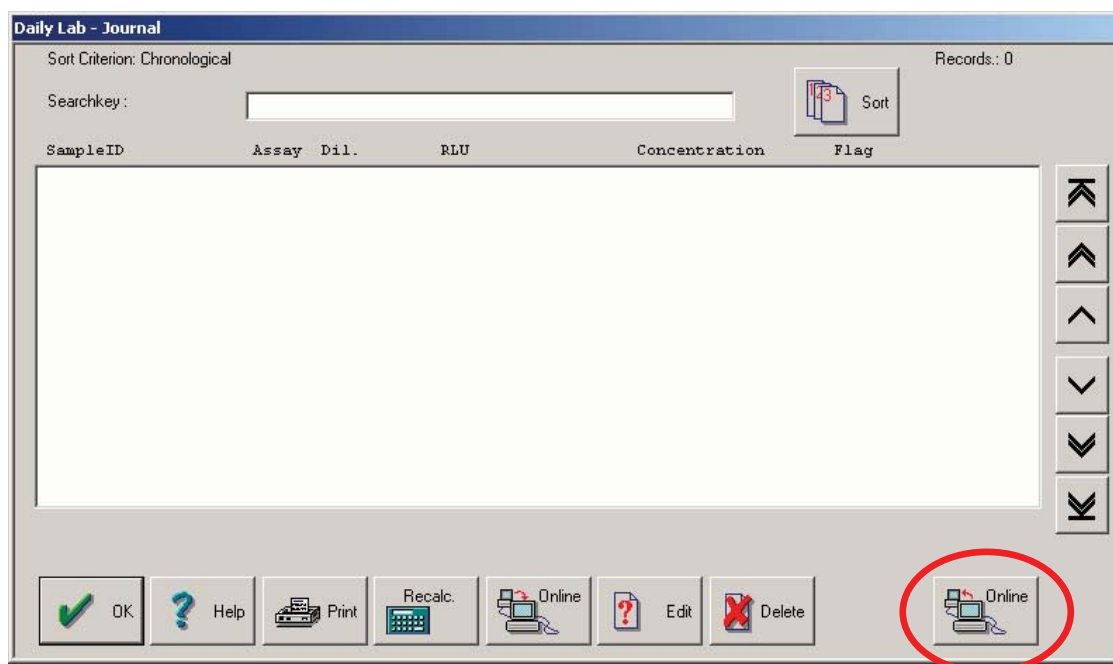 Daily Lab - Journal
Sort Criterion: Chronological Records.: 0
Searchkey :
123 Sort
SampleID Assay Dil. RLU Concentration Flag
OK Help Print Recalc. Online Edit Delete Online